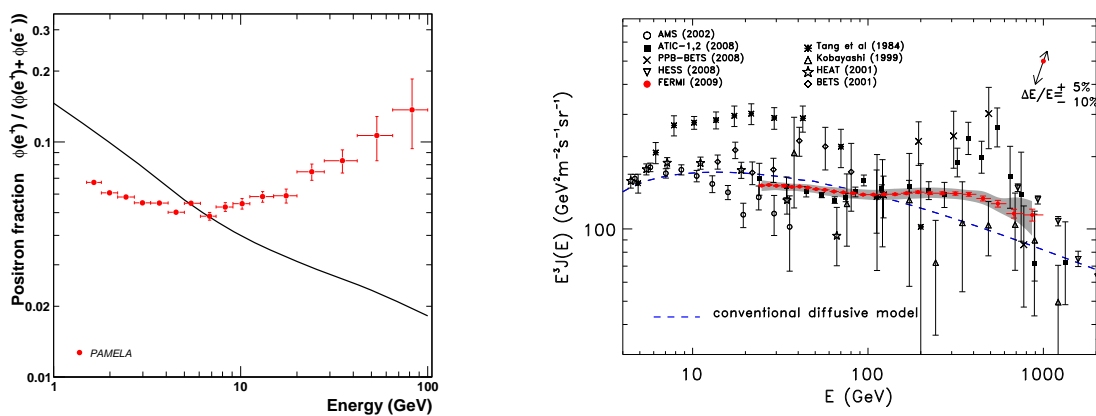 Positron fraction φ(e⁺) / (φ(e⁺)+ φ(e⁻))
0.3
0.2
0.1
0.02
0.01
PAMELA
1
10
100
Energy (GeV)
E³J(E) (GeV²m⁻²s⁻¹sr⁻¹)
100
AMS (2002)
ATIC-1,2 (2008)
PPB-BETS (2008)
HESS (2008)
FERMI (2009)
Tang et al (1984)
Kobayashi (1999)
HEAT (2001)
BETS (2001)
ΔE/E= + 5%
− 10%
conventional diffusive model
10
100
1000
E (GeV)